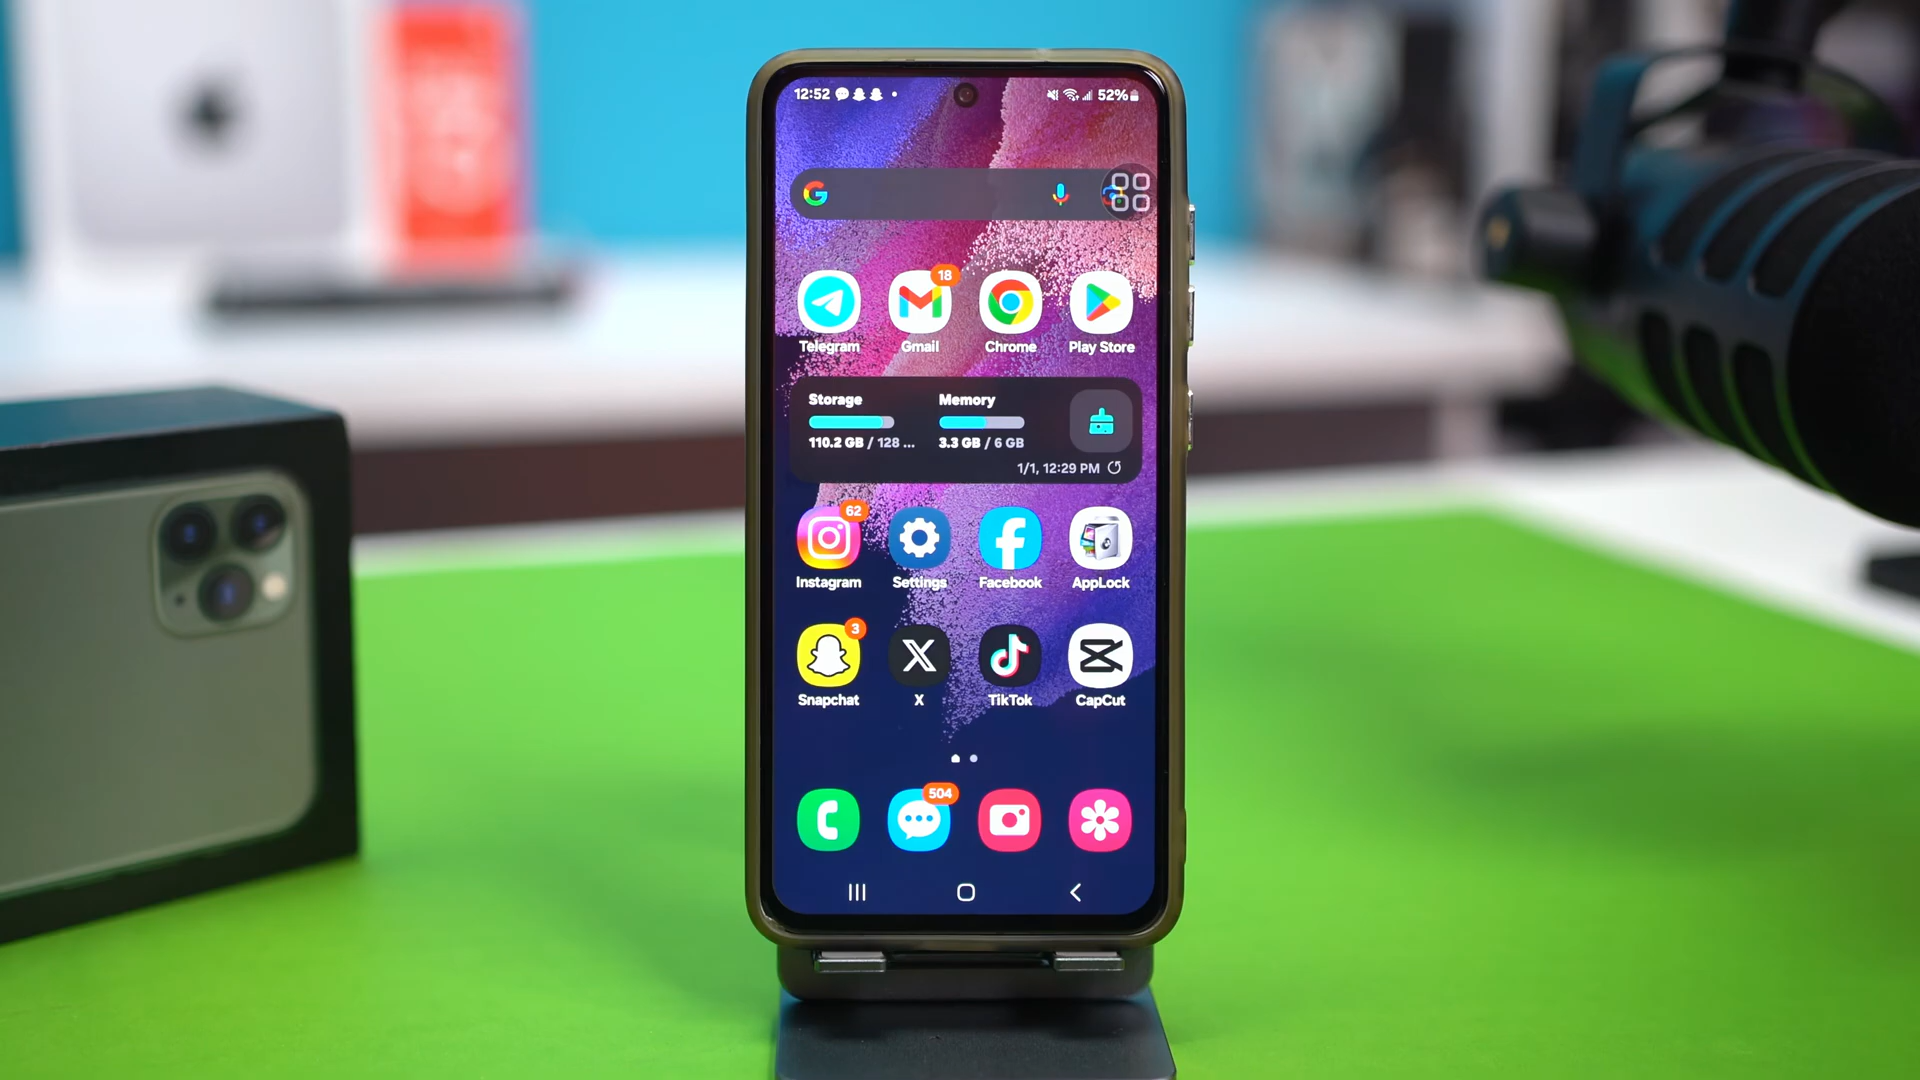 12:52 52%
18
Telegram Gmail Chrome Play Store
Storage Memory
110.2 GB / 128 ... 3.3 GB / 6 GB
1/1, 12:29 PM
62
Instagram Settings Facebook AppLock
3
Snapchat X TikTok CapCut
504